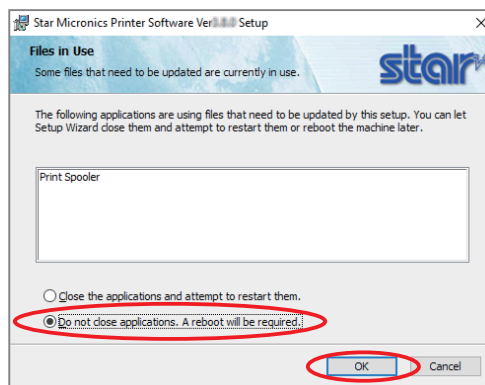 Star Micronics Printer Software Ver Setup
Files in Use
Some files that need to be updated are currently in use.
star
The following applications are using files that need to be updated by this setup. You can let
Setup Wizard close them and attempt to restart them or reboot the machine later.
Print Spooler
Close the applications and attempt to restart them.
Do not close applications. A reboot will be required.
OK
Cancel